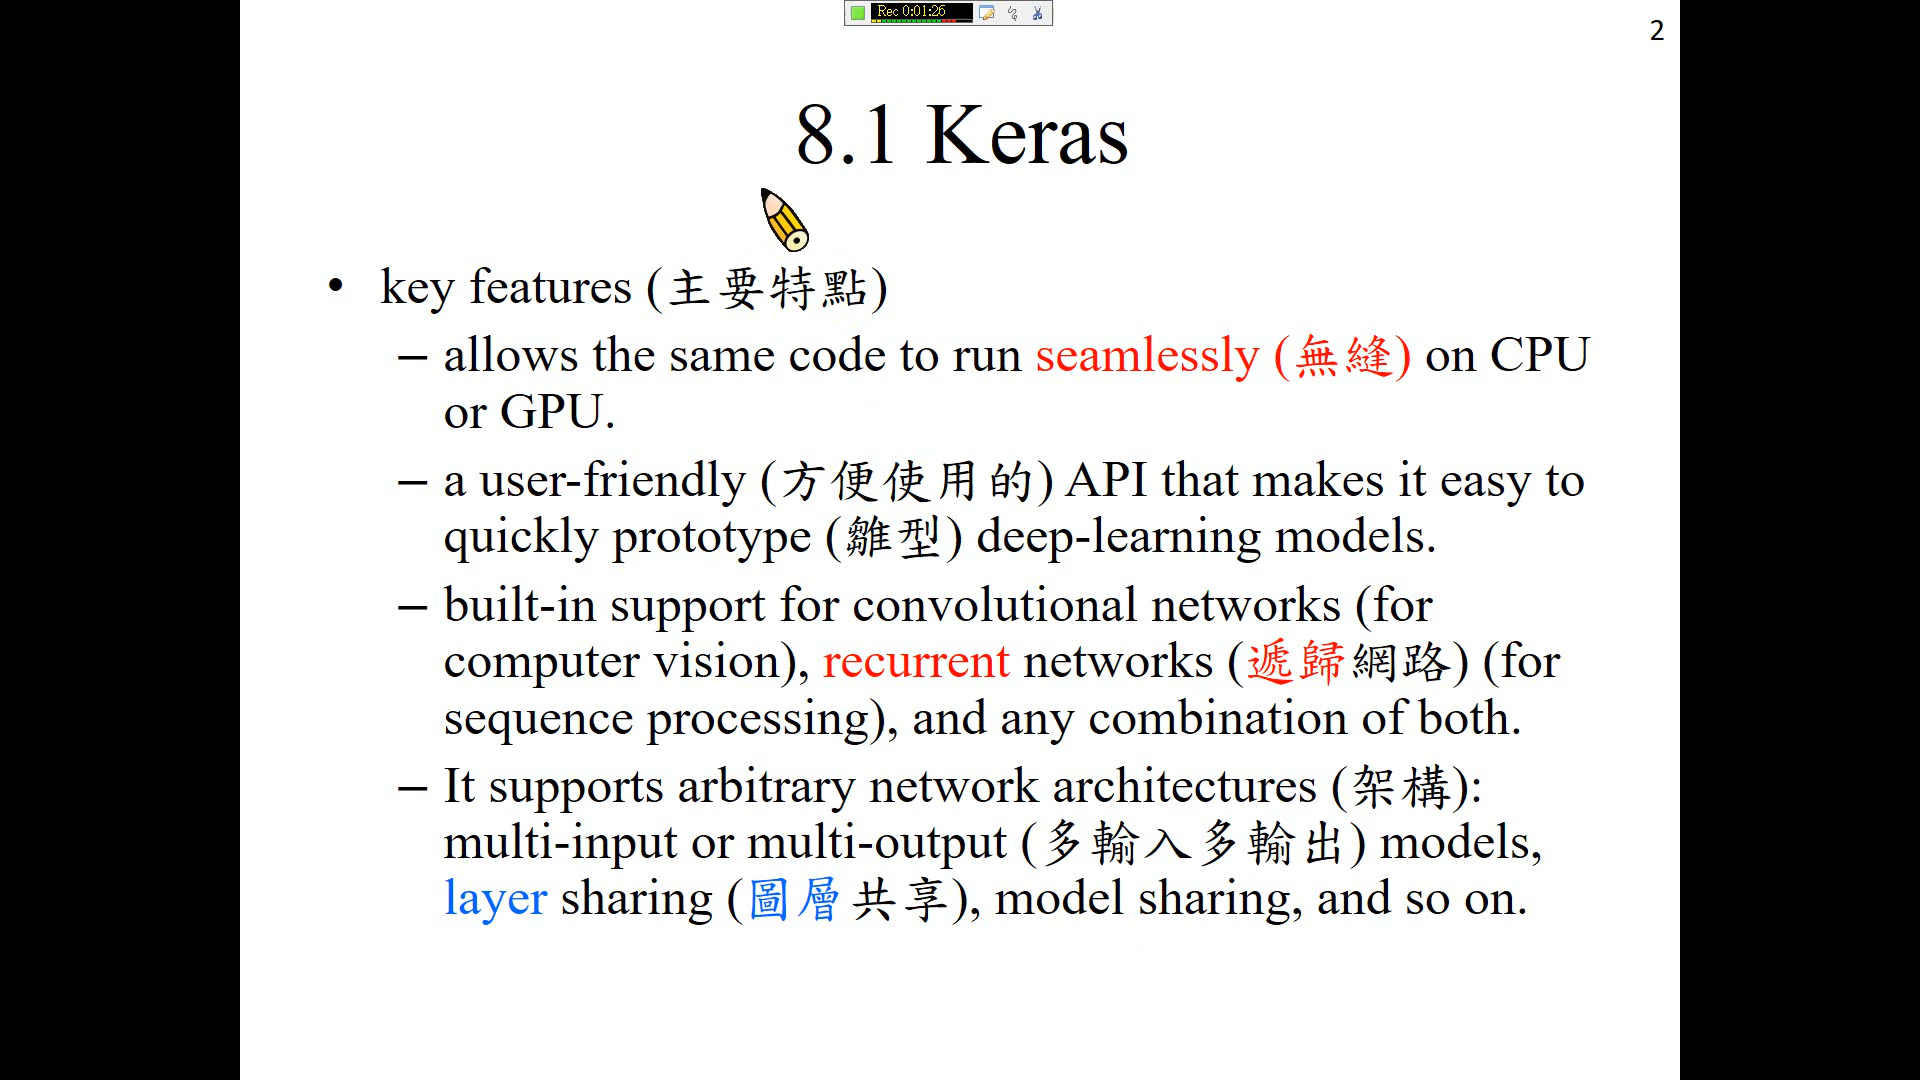 Rec 0:01:26
2
8.1 Keras
• key features (主要特點)
– allows the same code to run seamlessly (無縫) on CPU
or GPU.
– a user-friendly (方便使用的) API that makes it easy to
quickly prototype (雛型) deep-learning models.
– built-in support for convolutional networks (for
computer vision), recurrent networks (遞歸網路) (for
sequence processing), and any combination of both.
– It supports arbitrary network architectures (架構):
multi-input or multi-output (多輸入多輸出) models,
layer sharing (圖層共享), model sharing, and so on.